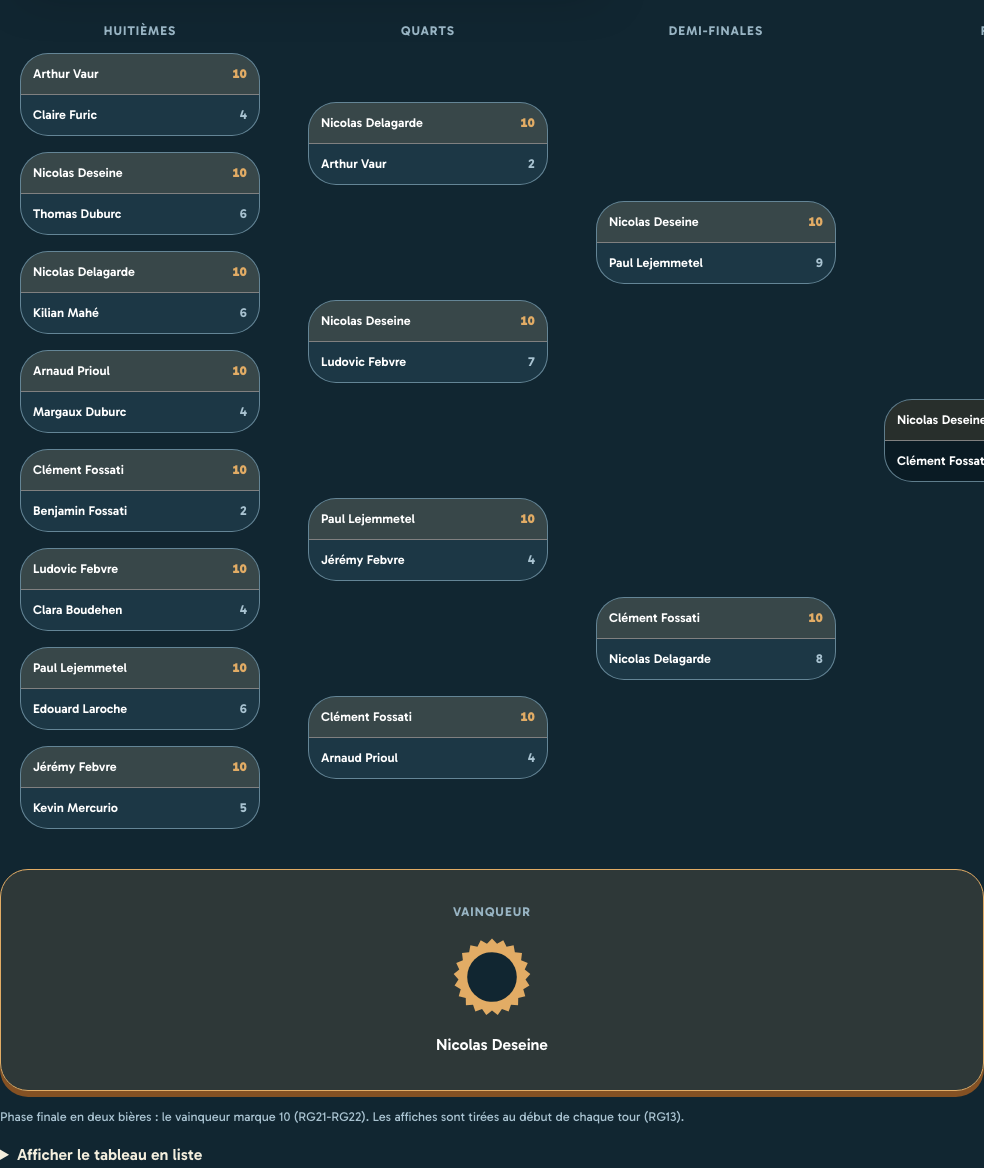 HUITIÈMES
Arthur Vaur 10
Claire Furic 4
Nicolas Deseine 10
Thomas Duburc 6
Nicolas Delagarde 10
Kilian Mahé 6
Arnaud Prioul 10
Margaux Duburc 4
Clément Fossati 10
Benjamin Fossati 2
Ludovic Febvre 10
Clara Boudehen 4
Paul Lejemmetel 10
Edouard Laroche 6
Jérémy Febvre 10
Kevin Mercurio 5
QUARTS
Nicolas Delagarde 10
Arthur Vaur 2
Nicolas Deseine 10
Ludovic Febvre 7
Paul Lejemmetel 10
Jérémy Febvre 4
Clément Fossati 10
Arnaud Prioul 4
DEMI-FINALES
Nicolas Deseine 10
Paul Lejemmetel 9
Clément Fossati 10
Nicolas Delagarde 8
Nicolas Deseine
Clément Fossat
VAINQUEUR
Nicolas Deseine
Phase finale en deux bières : le vainqueur marque 10 (RG21-RG22). Les affiches sont tirées au début de chaque tour (RG13).
Afficher le tableau en liste